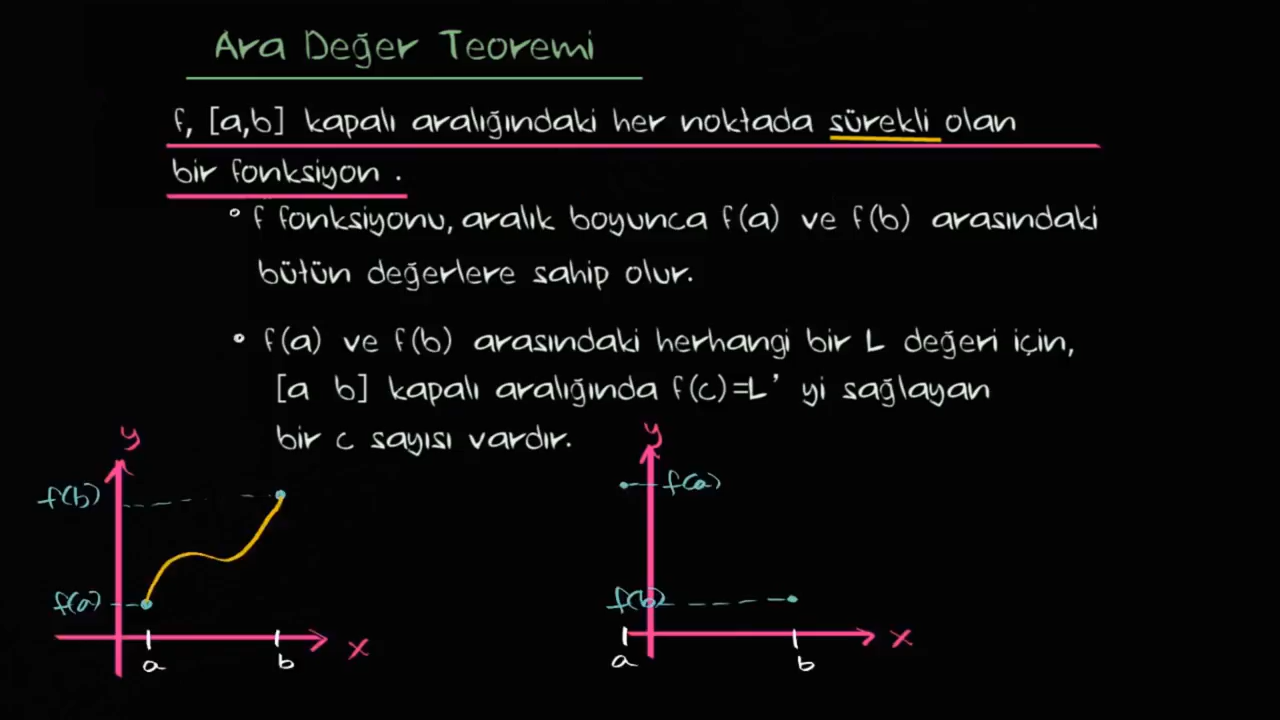 Ara Değer Teoremi
f, [a,b] kapalı aralığındaki her noktada sürekli olan
bir fonksiyon.
° f fonksiyonu, aralık boyunca f(a) ve f(b) arasındaki
bütün değerlere sahip olur.
° f(a) ve f(b) arasındaki herhangi bir L değeri için,
[a b] kapalı aralığında f(c)=L' yi sağlayan
bir c sayısı vardır.
y
f(b)
f(a)
a
b
x
y
f(a)
f(b)
a
b
x